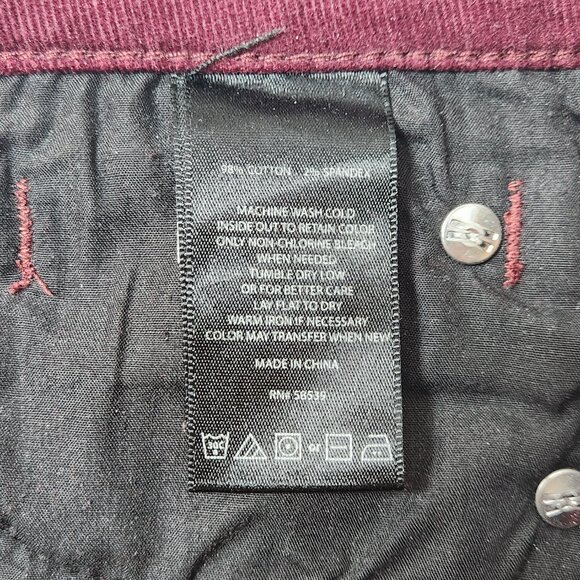 98% COTTON 2% SPANDEX
MACHINE WASH COLD
INSIDE OUT TO RETAIN COLOR
ONLY NON-CHLORINE BLEACH
WHEN NEEDED
TUMBLE DRY LOW
OR FOR BETTER CARE
LAY FLAT TO DRY
WARM IRON IF NECESSARY
COLOR MAY TRANSFER WHEN NEW
MADE IN CHINA
RN# 58539
30C or